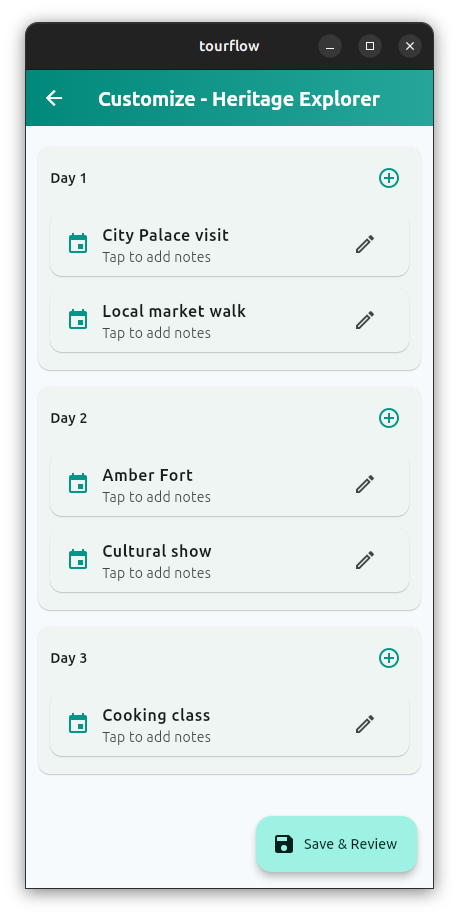 tourflow
Customize - Heritage Explorer
Day 1
City Palace visit
Tap to add notes
Local market walk
Tap to add notes
Day 2
Amber Fort
Tap to add notes
Cultural show
Tap to add notes
Day 3
Cooking class
Tap to add notes
Save & Review